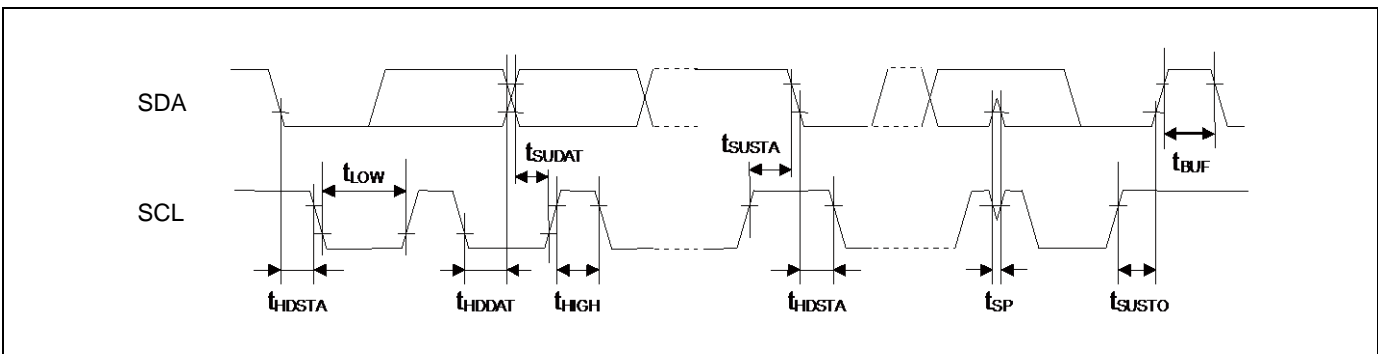 SDA
tSUDAT
tSUSTA
tBUF
tLOW
SCL
tHDSTA
tHDDAT
tHIGH
tHDSTA
tSP
tSUSTO